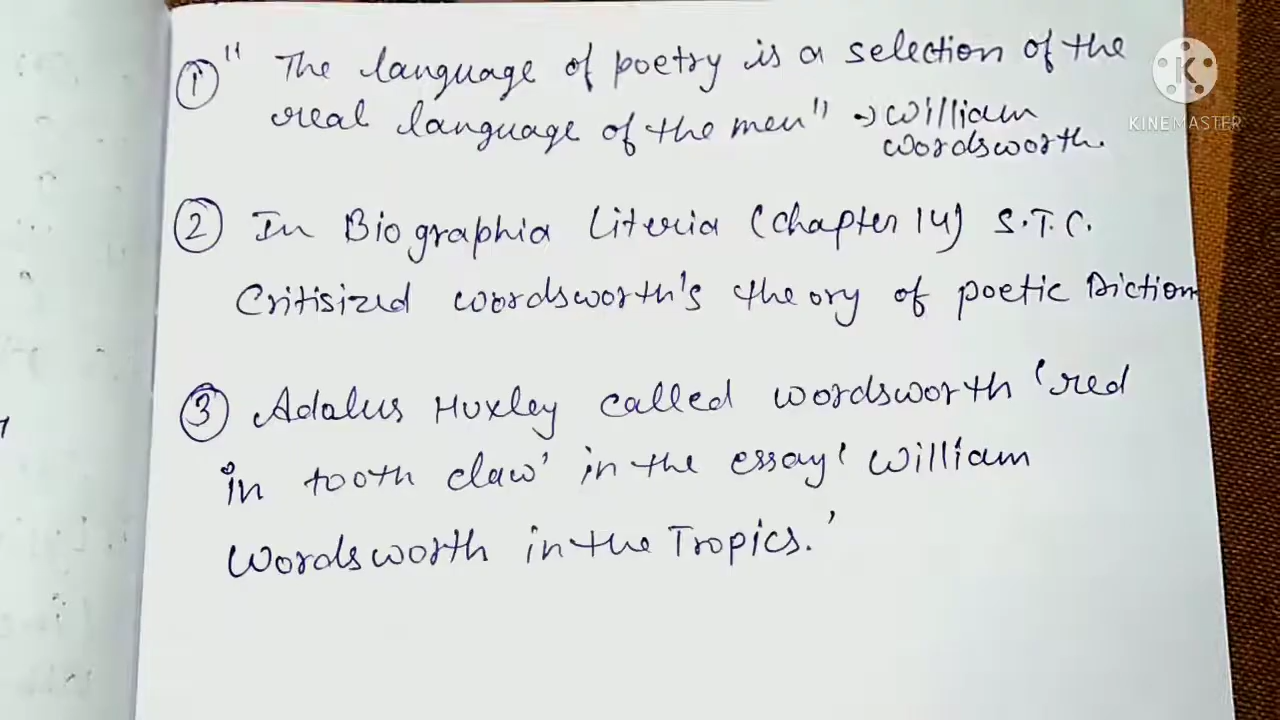 ① " The language of poetry is a selection of the
real language of the men" → William
wordsworth.
② In Biographia Literia (Chapter 14) S.T.C.
Critisized wordsworth's theory of poetic Diction
③ Adalus Huxley called wordsworth 'red
in tooth claw' in the essay' William
Wordsworth in the Tropics.'
K
KINEMASTER